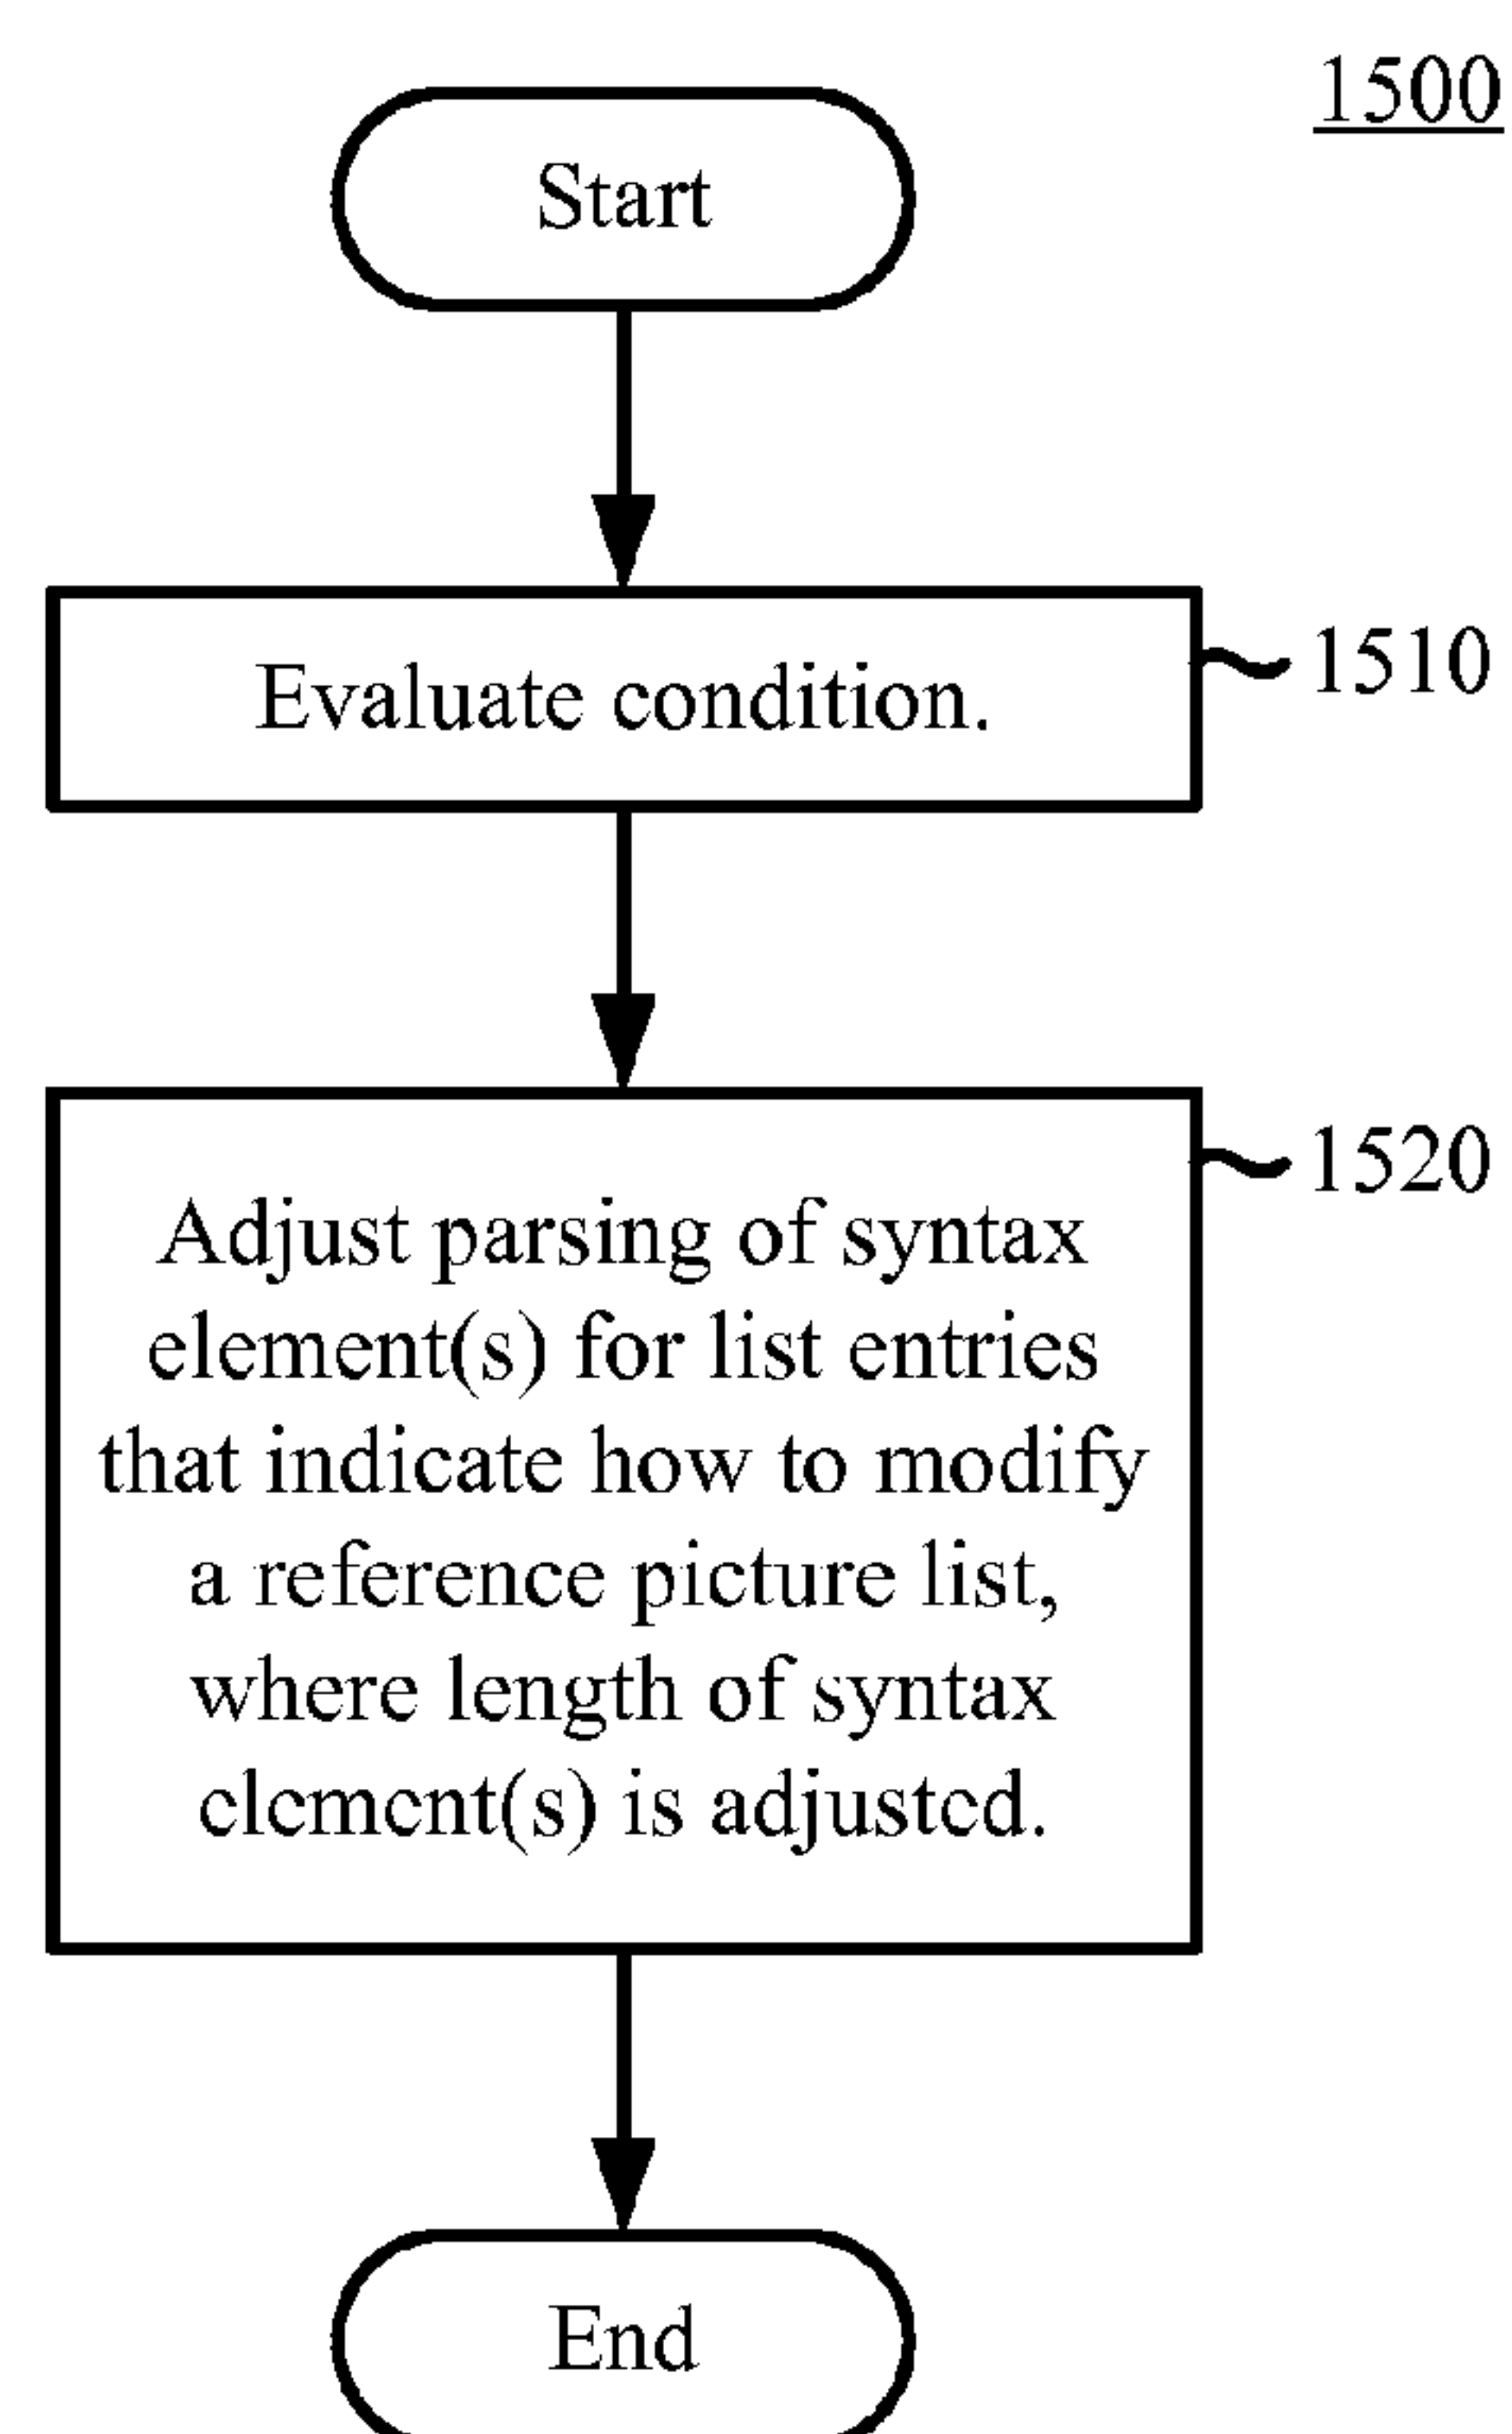 1500
Start
Evaluate condition.
1510
1520
Adjust parsing of syntax
element(s) for list entries
that indicate how to modify
a reference picture list,
where length of syntax
element(s) is adjusted.
End